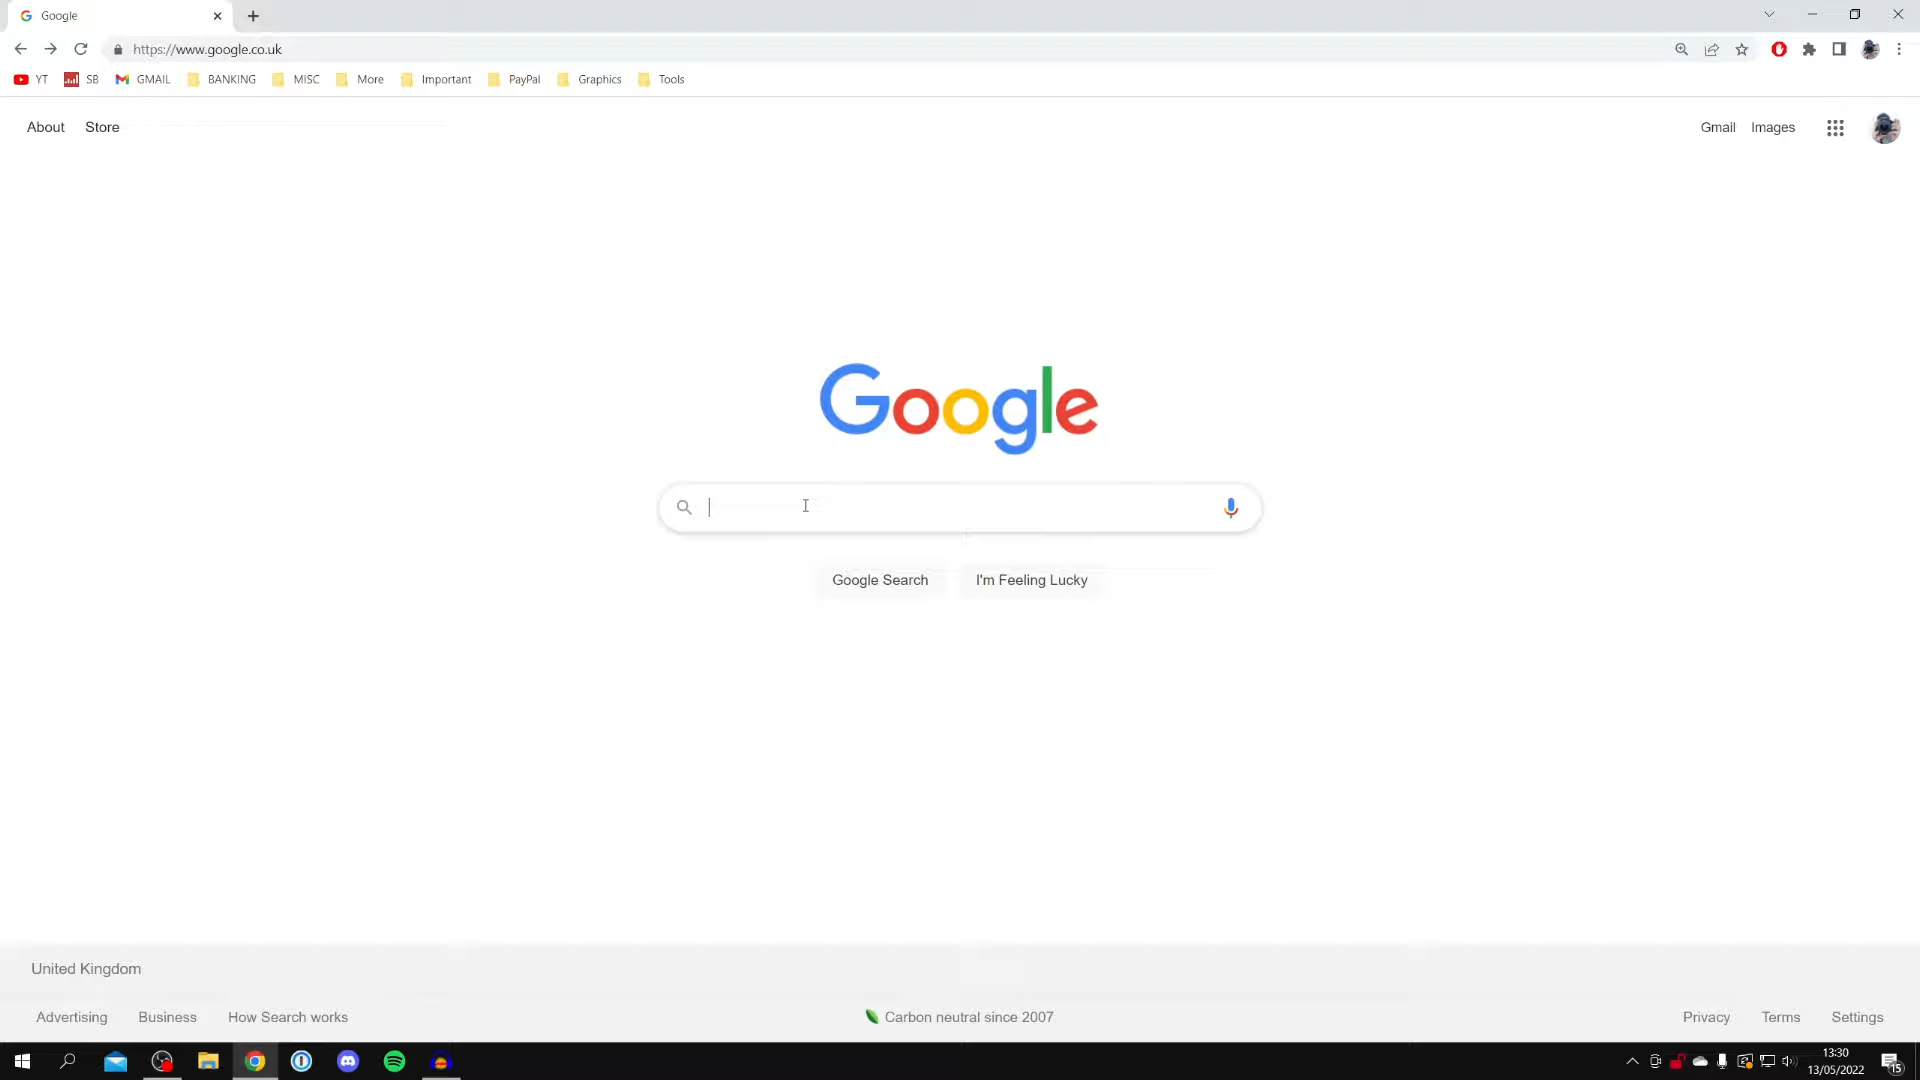 Google
https://www.google.co.uk
YT SB GMAIL BANKING MISC More Important PayPal Graphics Tools
About Store Gmail Images
Google
Google Search I'm Feeling Lucky
United Kingdom
Advertising Business How Search works Carbon neutral since 2007 Privacy Terms Settings
13:30
13/05/2022
15